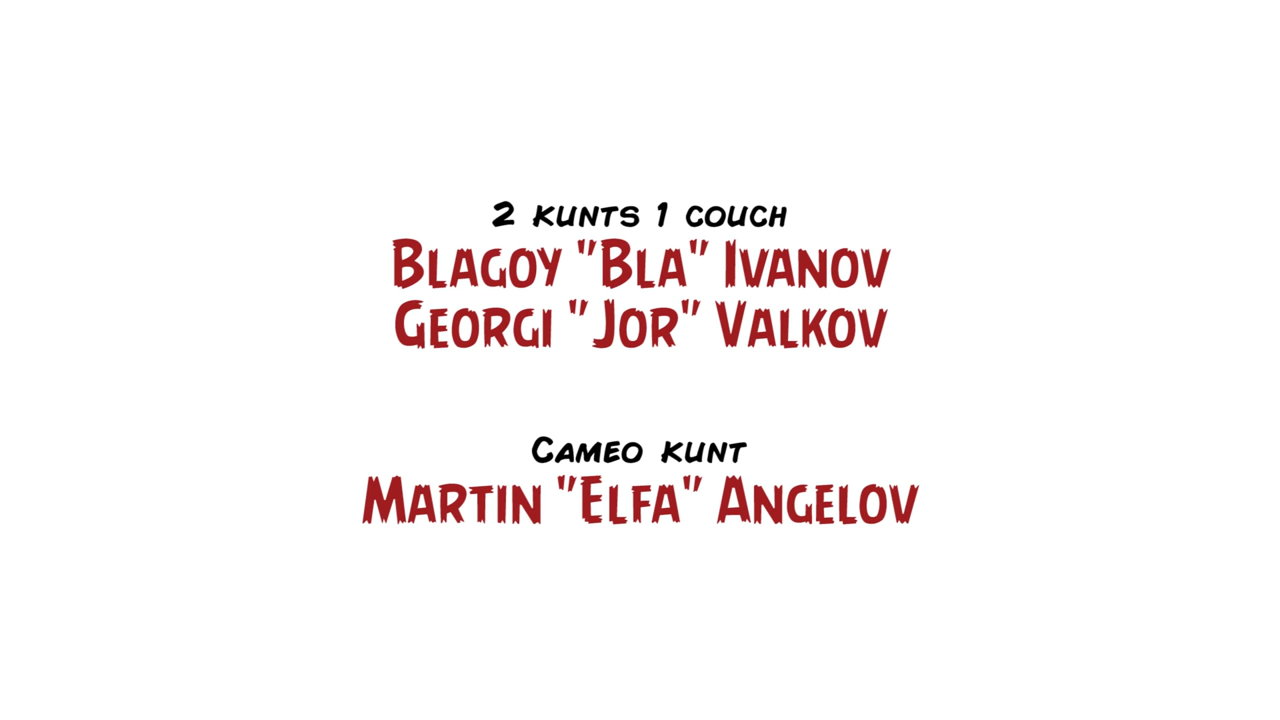 2 KUNTS 1 COUCH
BLAGOY "BLA" IVANOV
GEORGI "JOR" VALKOV
CAMEO KUNT
MARTIN "ELFA" ANGELOV